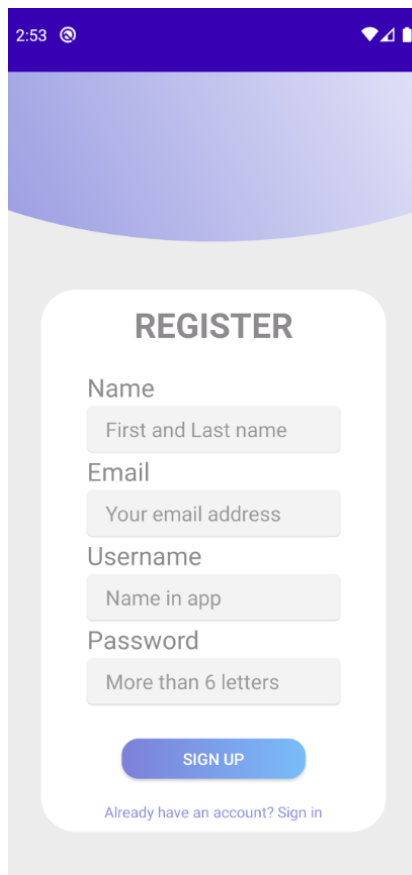 2:53
REGISTER
Name
First and Last name
Email
Your email address
Username
Name in app
Password
More than 6 letters
SIGN UP
Already have an account? Sign in